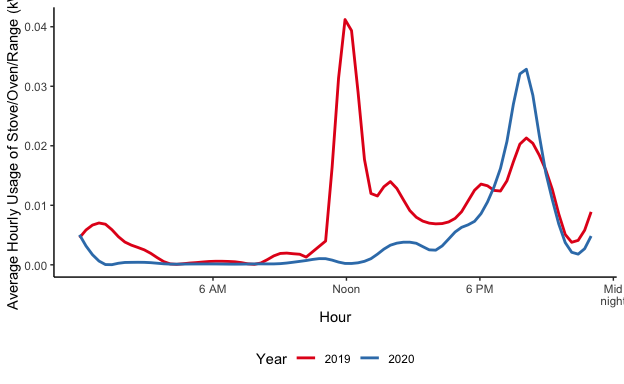 Average Hourly Usage of Stove/Oven/Range (kW
0.04
0.03
0.02
0.01
0.00
6 AM
Noon
6 PM
Mid
night
Hour
Year
2019
2020